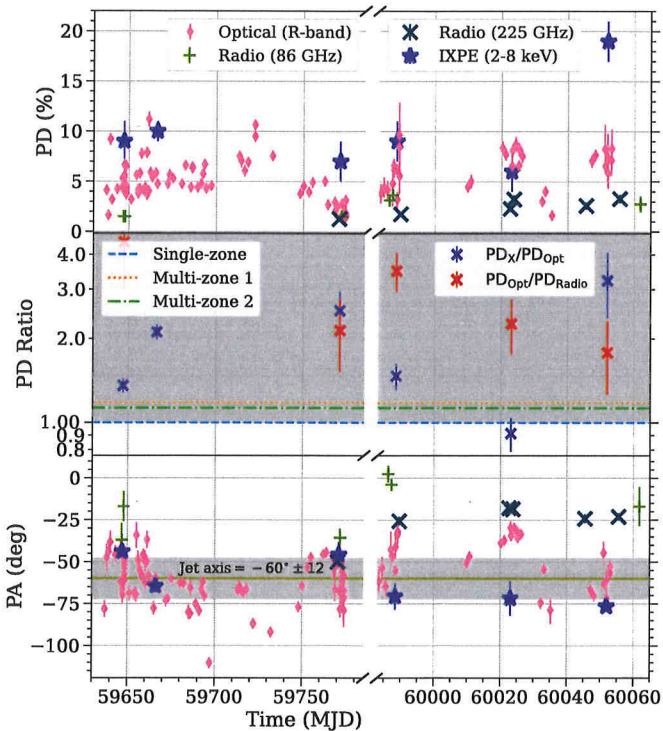 Optical (R-band)
Radio (86 GHz)
Radio (225 GHz)
IXPE (2-8 keV)
20
15
10
5
0
PD (%)
Single-zone
Multi-zone 1
Multi-zone 2
PD_X/PD_Opt
PD_Opt/PD_Radio
4.0
3.0
2.0
1.00
0.9
0.8
PD Ratio
0
−25
−50
−75
−100
PA (deg)
Jet axis = −60° ± 12
59650
59700
59750
60000
60020
60040
60060
Time (MJD)